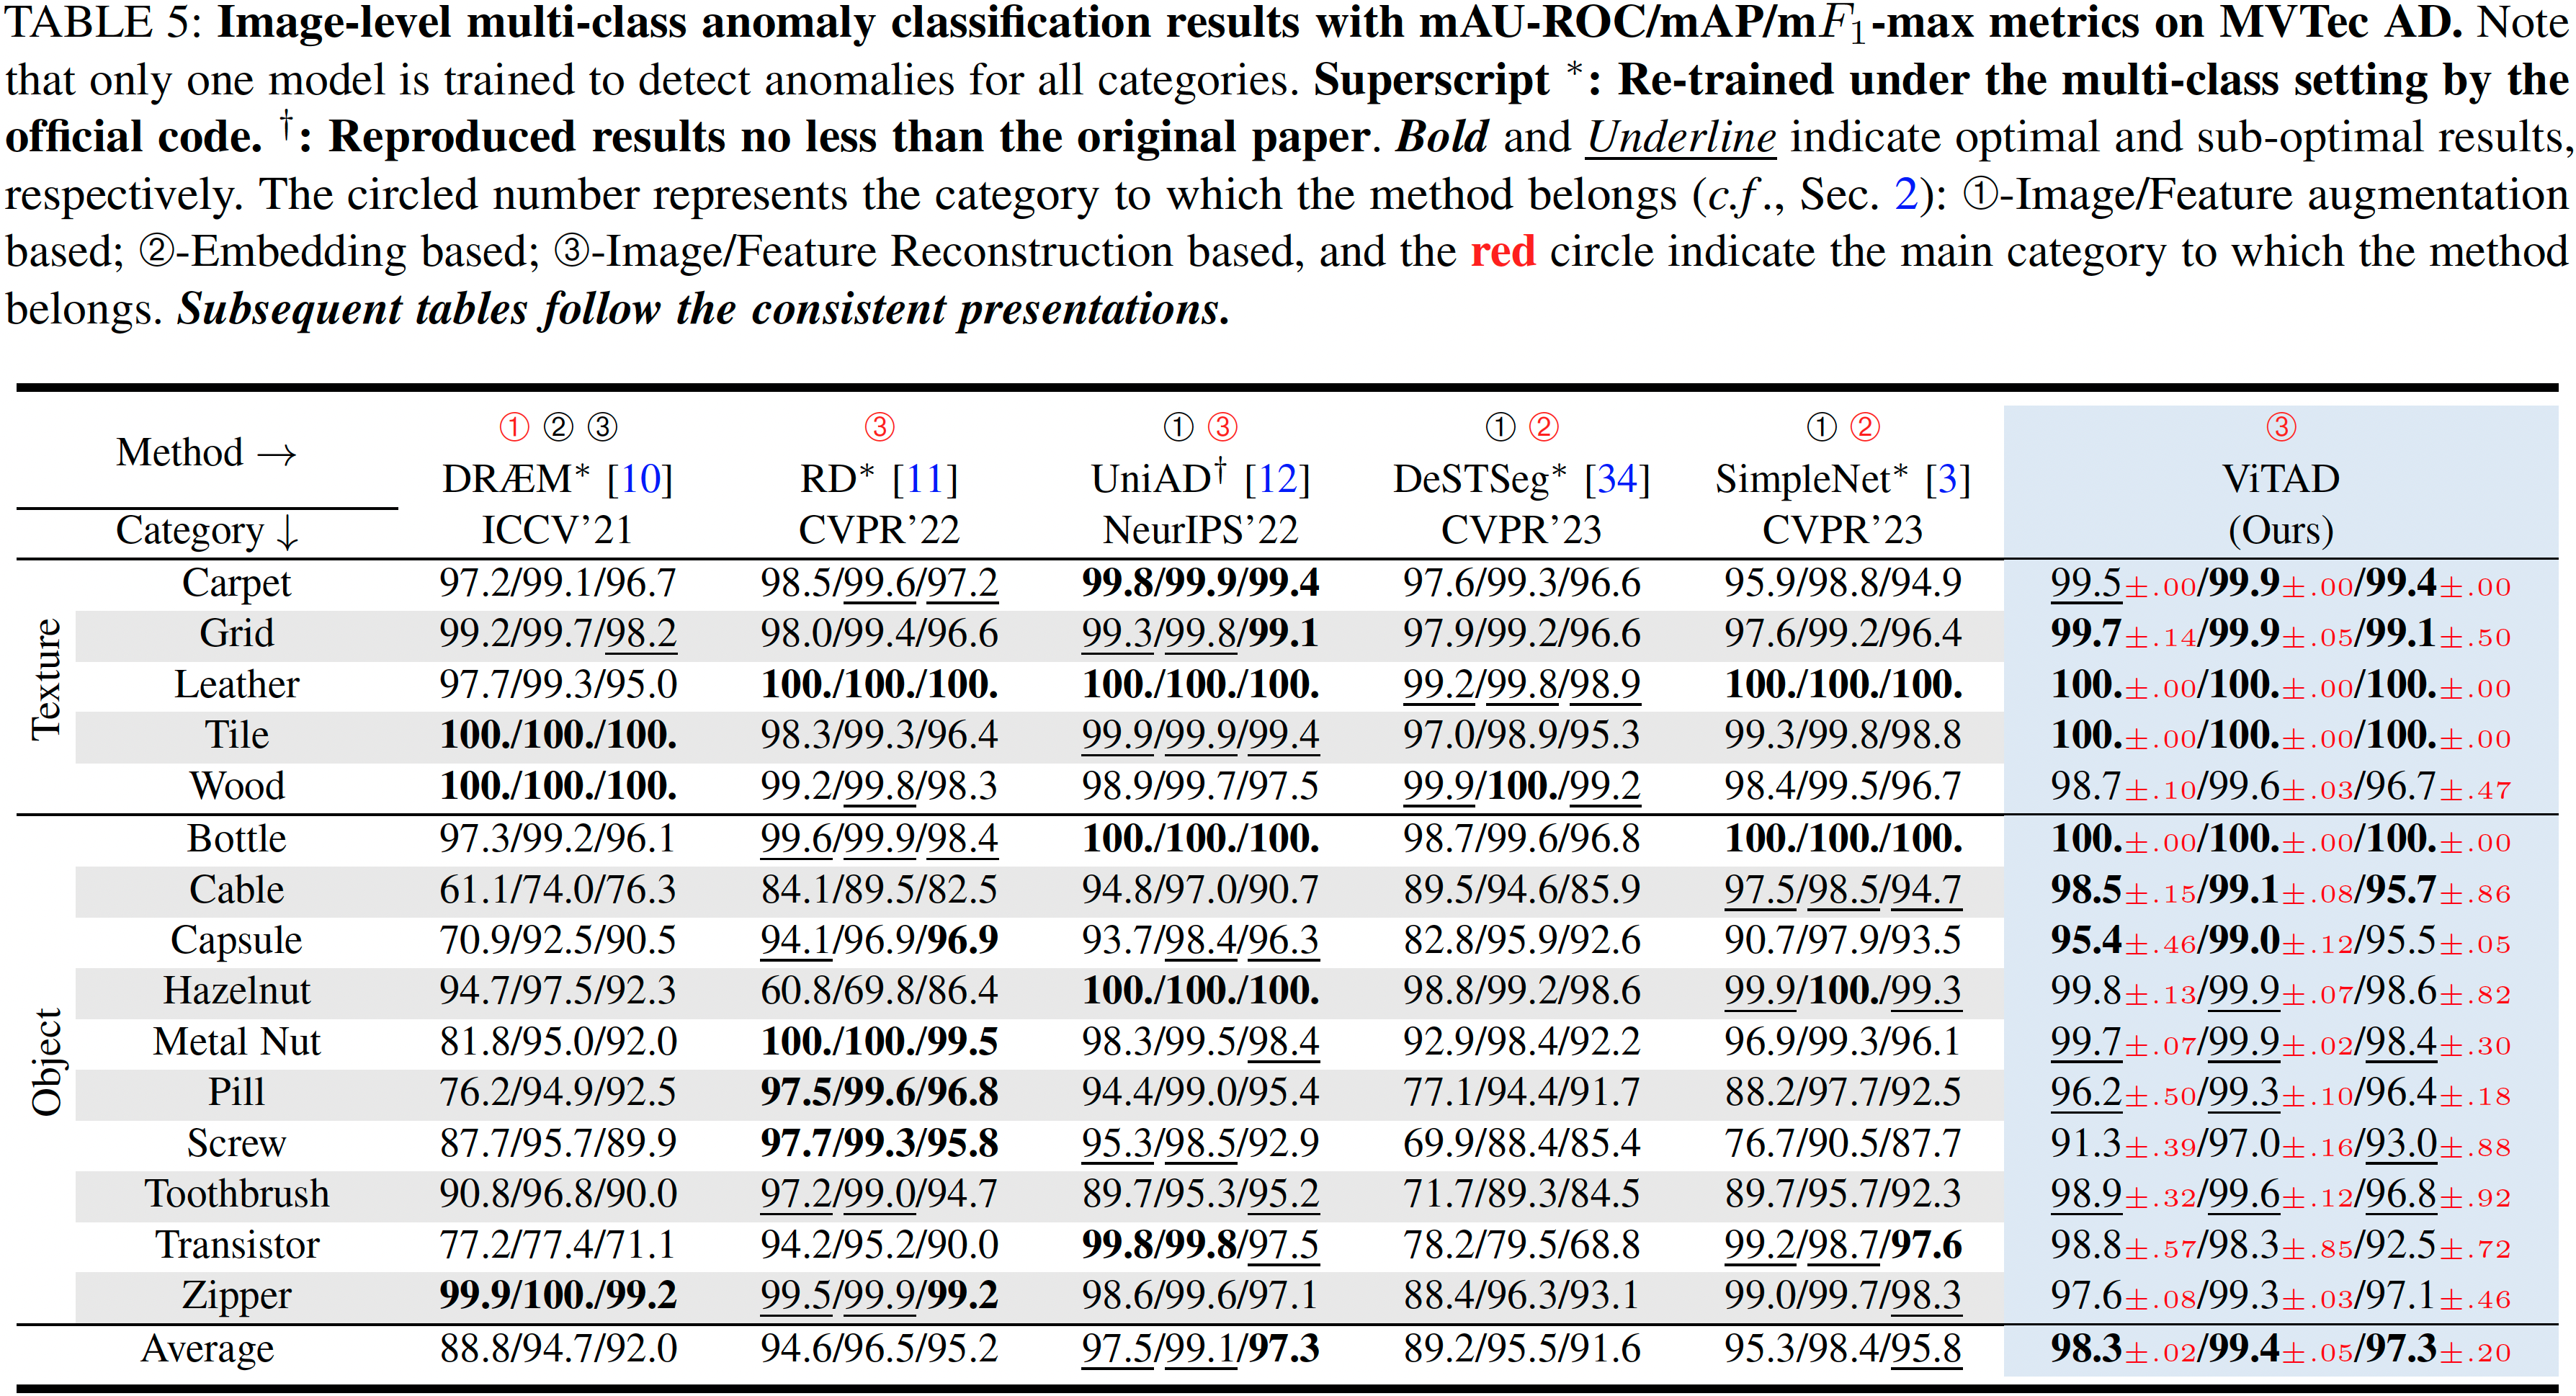 TABLE 5: Image-level multi-class anomaly classification results with mAU-ROC/mAP/mF₁-max metrics on MVTec AD. Note
that only one model is trained to detect anomalies for all categories. Superscript *: Re-trained under the multi-class setting by the
official code. †: Reproduced results no less than the original paper. Bold and Underline indicate optimal and sub-optimal results,
respectively. The circled number represents the category to which the method belongs (c.f., Sec. 2): ①-Image/Feature augmentation
based; ②-Embedding based; ③-Image/Feature Reconstruction based, and the red circle indicate the main category to which the method
belongs. Subsequent tables follow the consistent presentations.
Method → ① ② ③ ③ ① ③ ① ② ① ② ③
DRÆM* [10] RD* [11] UniAD† [12] DeSTSeg* [34] SimpleNet* [3] ViTAD
Category ↓ ICCV'21 CVPR'22 NeurIPS'22 CVPR'23 CVPR'23 (Ours)
Texture
Carpet 97.2/99.1/96.7 98.5/99.6/97.2 99.8/99.9/99.4 97.6/99.3/96.6 95.9/98.8/94.9 99.5±.00/99.9±.00/99.4±.00
Grid 99.2/99.7/98.2 98.0/99.4/96.6 99.3/99.8/99.1 97.9/99.2/96.6 97.6/99.2/96.4 99.7±.14/99.9±.05/99.1±.50
Leather 97.7/99.3/95.0 100./100./100. 100./100./100. 99.2/99.8/98.9 100./100./100. 100.±.00/100.±.00/100.±.00
Tile 100./100./100. 98.3/99.3/96.4 99.9/99.9/99.4 97.0/98.9/95.3 99.3/99.8/98.8 100.±.00/100.±.00/100.±.00
Wood 100./100./100. 99.2/99.8/98.3 98.9/99.7/97.5 99.9/100./99.2 98.4/99.5/96.7 98.7±.10/99.6±.03/96.7±.47
Object
Bottle 97.3/99.2/96.1 99.6/99.9/98.4 100./100./100. 98.7/99.6/96.8 100./100./100. 100.±.00/100.±.00/100.±.00
Cable 61.1/74.0/76.3 84.1/89.5/82.5 94.8/97.0/90.7 89.5/94.6/85.9 97.5/98.5/94.7 98.5±.15/99.1±.08/95.7±.86
Capsule 70.9/92.5/90.5 94.1/96.9/96.9 93.7/98.4/96.3 82.8/95.9/92.6 90.7/97.9/93.5 95.4±.46/99.0±.12/95.5±.05
Hazelnut 94.7/97.5/92.3 60.8/69.8/86.4 100./100./100. 98.8/99.2/98.6 99.9/100./99.3 99.8±.13/99.9±.07/98.6±.82
Metal Nut 81.8/95.0/92.0 100./100./99.5 98.3/99.5/98.4 92.9/98.4/92.2 96.9/99.3/96.1 99.7±.07/99.9±.02/98.4±.30
Pill 76.2/94.9/92.5 97.5/99.6/96.8 94.4/99.0/95.4 77.1/94.4/91.7 88.2/97.7/92.5 96.2±.50/99.3±.10/96.4±.18
Screw 87.7/95.7/89.9 97.7/99.3/95.8 95.3/98.5/92.9 69.9/88.4/85.4 76.7/90.5/87.7 91.3±.39/97.0±.16/93.0±.88
Toothbrush 90.8/96.8/90.0 97.2/99.0/94.7 89.7/95.3/95.2 71.7/89.3/84.5 89.7/95.7/92.3 98.9±.32/99.6±.12/96.8±.92
Transistor 77.2/77.4/71.1 94.2/95.2/90.0 99.8/99.8/97.5 78.2/79.5/68.8 99.2/98.7/97.6 98.8±.57/98.3±.85/92.5±.72
Zipper 99.9/100./99.2 99.5/99.9/99.2 98.6/99.6/97.1 88.4/96.3/93.1 99.0/99.7/98.3 97.6±.08/99.3±.03/97.1±.46
Average 88.8/94.7/92.0 94.6/96.5/95.2 97.5/99.1/97.3 89.2/95.5/91.6 95.3/98.4/95.8 98.3±.02/99.4±.05/97.3±.20